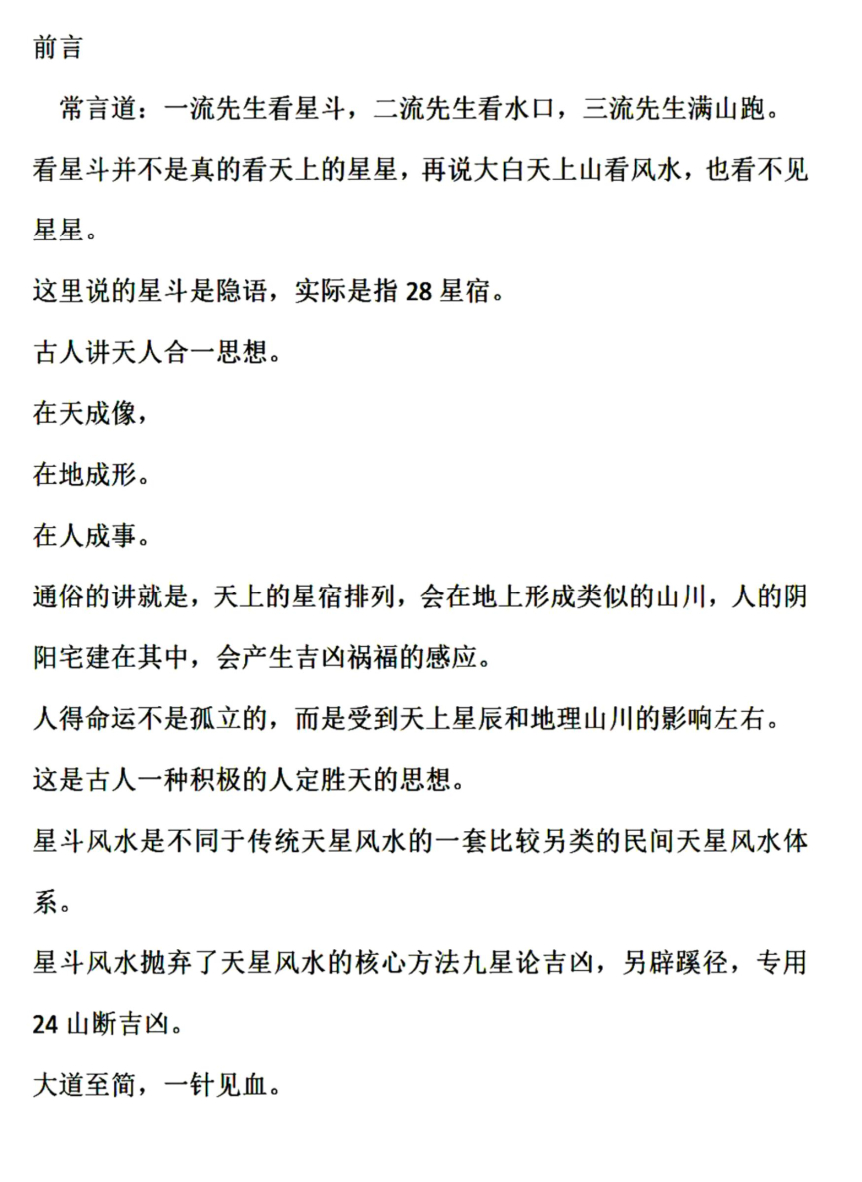 前言
常言道：一流先生看星斗，二流先生看水口，三流先生满山跑。
看星斗并不是真的看天上的星星，再说大白天上山看风水，也看不见
星星。
这里说的星斗是隐语，实际是指 28 星宿。
古人讲天人合一思想。
在天成像，
在地成形。
在人成事。
通俗的讲就是，天上的星宿排列，会在地上形成类似的山川，人的阴
阳宅建在其中，会产生吉凶祸福的感应。
人得命运不是孤立的，而是受到天上星辰和地理山川的影响左右。
这是古人一种积极的人定胜天的思想。
星斗风水是不同于传统天星风水的一套比较另类的民间天星风水体
系。
星斗风水抛弃了天星风水的核心方法九星论吉凶，另辟蹊径，专用
24 山断吉凶。
大道至简，一针见血。